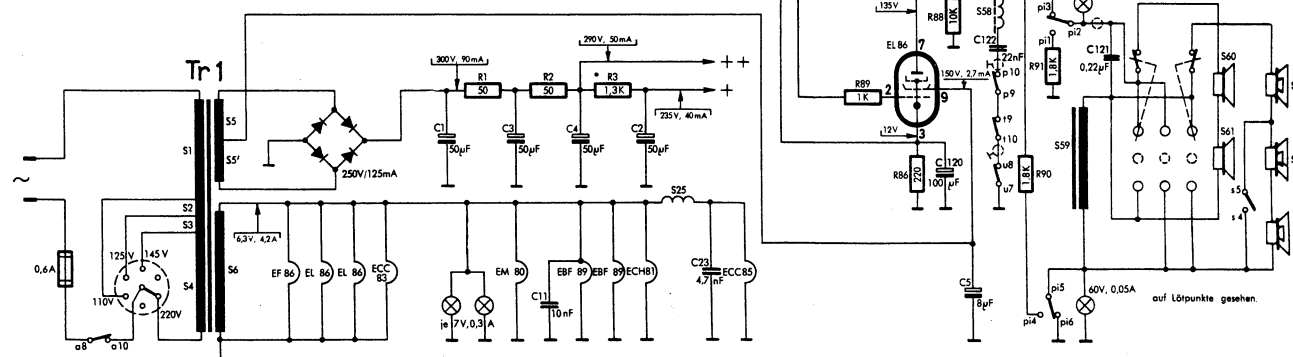 135V
R88
10K
S58
pi3
pi2
pi1
290V, 50mA
300V, 90mA
EL 86
7
C122
22nF
150 V, 2,7mA
R91
1,8K
C121
0,22µF
S60
Tr 1
R1
50
R2
50
R3
1,3K
++
+
p10
p9
R89
1K
2
9
S5
C1
50µF
C3
50µF
C4
50µF
C2
50µF
235V, 40mA
12V
3
t9
t10
S1
S5'
S59
S61
250V/125mA
~
R86
220
C 120
100 µF
u8
u7
R90
1,8K
S25
s5
s4
S2
S3
6,3V, 4,2A
125 V
145 V
0,6A
S6
EF 86
EL 86
EL 86
ECC 83
EM 80
EBF 89
EBF 89
ECH81
C23
4,7 nF
ECC85
S4
110V
220V
C5
8µF
pi5
60V, 0,05A
auf Lötpunkte gesehen.
C11
10 nF
je 7V,0,3 A
pi4
pi6
a8
a10